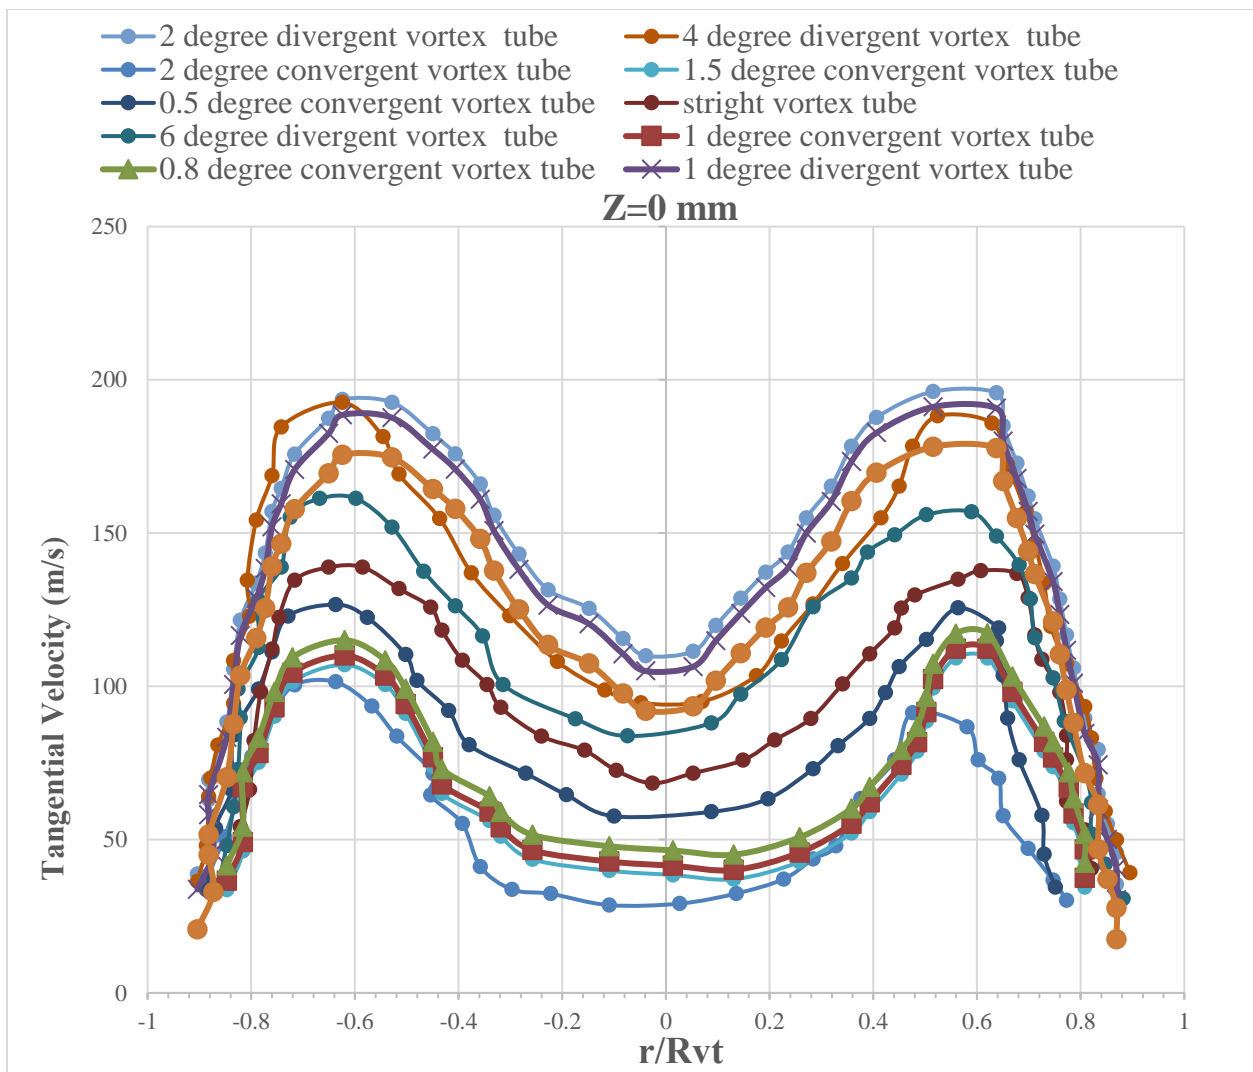 2 degree divergent vortex tube
4 degree divergent vortex tube
2 degree convergent vortex tube
1.5 degree convergent vortex tube
0.5 degree convergent vortex tube
stright vortex tube
6 degree divergent vortex tube
1 degree convergent vortex tube
0.8 degree convergent vortex tube
1 degree divergent vortex tube
Z=0 mm
Tangential Velocity (m/s)
250
200
150
100
50
0
-1 -0.8 -0.6 -0.4 -0.2 0 0.2 0.4 0.6 0.8 1
r/Rvt